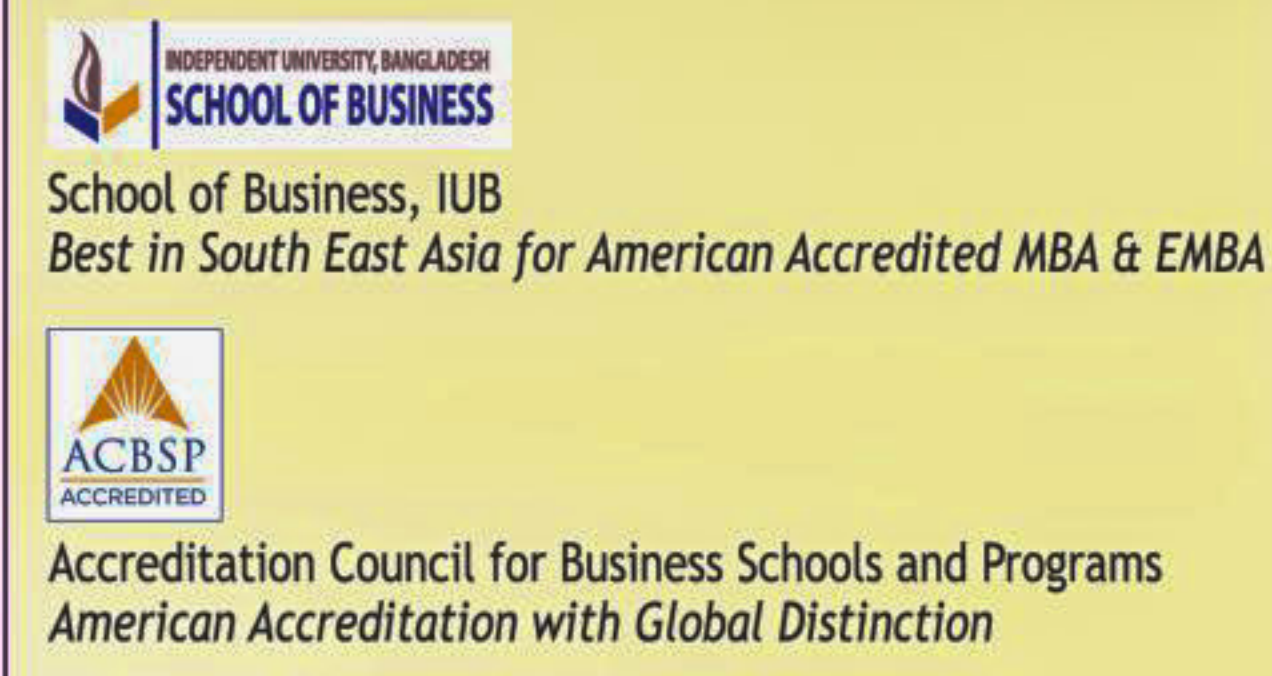 INDEPENDENT UNIVERSITY, BANGLADESH
SCHOOL OF BUSINESS
School of Business, IUB
Best in South East Asia for American Accredited MBA & EMBA
ACBSP
ACCREDITED
Accreditation Council for Business Schools and Programs
American Accreditation with Global Distinction